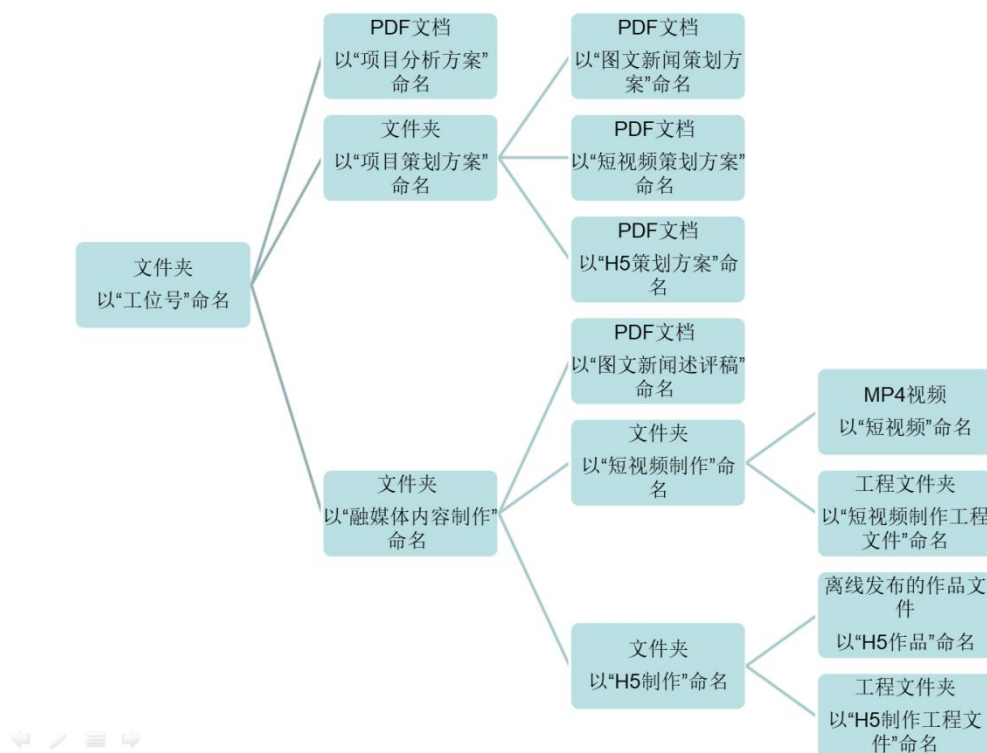 PDF文档
以“项目分析方案”
命名
文件夹
以“项目策划方案”
命名
PDF文档
以“图文新闻策划方
案”命名
PDF文档
以“短视频策划方案”
命名
PDF文档
以“H5策划方案”命
名
文件夹
以“工位号”命名
文件夹
以“融媒体内容制作”
命名
PDF文档
以“图文新闻述评稿”
命名
文件夹
以“短视频制作”命
名
MP4视频
以“短视频”命名
工程文件夹
以“短视频制作工程
文件”命名
文件夹
以“H5制作”命名
离线发布的作品文
件
以“H5作品”命名
工程文件夹
以“H5制作工程文
件”命名